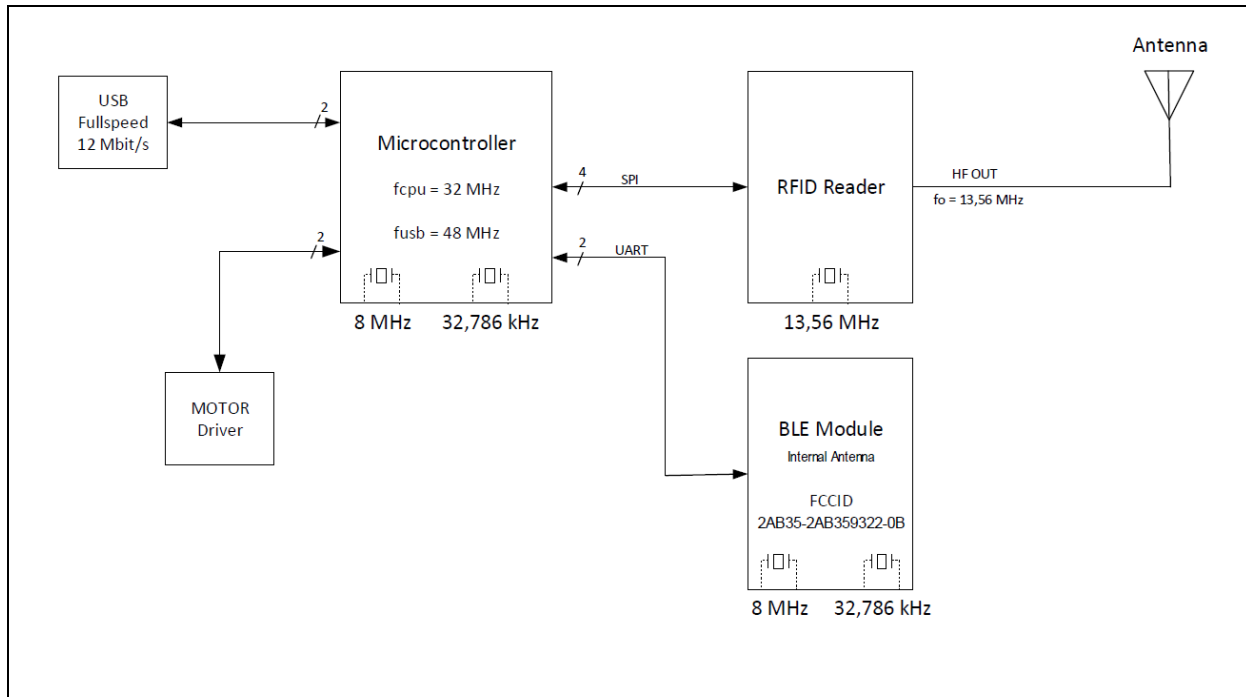 Antenna
USB
Fullspeed
12 Mbit/s
2
Microcontroller
fcpu = 32 MHz
fusb = 48 MHz
8 MHz
32,786 kHz
4
SPI
RFID Reader
13,56 MHz
HF OUT
fo = 13,56 MHz
2
2
UART
MOTOR
Driver
BLE Module
Internal Antenna
FCCID
2AB35-2AB359322-0B
8 MHz
32,786 kHz